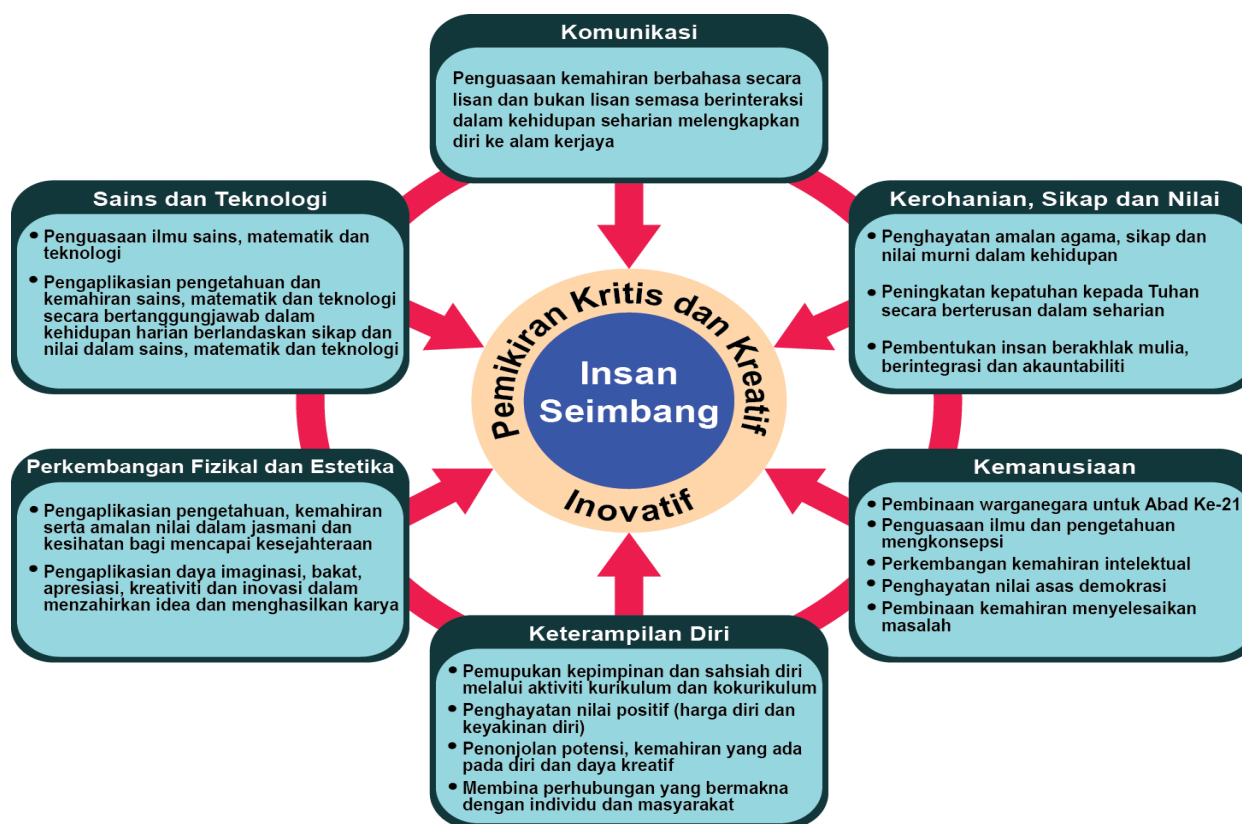 Komunikasi
Penguasaan kemahiran berbahasa secara
lisan dan bukan lisan semasa berinteraksi
dalam kehidupan seharian melengkapkan
diri ke alam kerjaya
Sains dan Teknologi
• Penguasaan ilmu sains, matematik dan
teknologi
• Pengaplikasian pengetahuan dan
kemahiran sains, matematik dan teknologi
secara bertanggungjawab dalam
kehidupan harian berlandaskan sikap dan
nilai dalam sains, matematik dan teknologi
Kerohanian, Sikap dan Nilai
• Penghayatan amalan agama, sikap dan
nilai murni dalam kehidupan
• Peningkatan kepatuhan kepada Tuhan
secara berterusan dalam seharian
• Pembentukan insan berakhlak mulia,
berintegrasi dan akauntabiliti
Pemikiran Kritis dan Kreatif
Insan
Seimbang
Inovatif
Perkembangan Fizikal dan Estetika
• Pengaplikasian pengetahuan, kemahiran
serta amalan nilai dalam jasmani dan
kesihatan bagi mencapai kesejahteraan
• Pengaplikasian daya imaginasi, bakat,
apresiasi, kreativiti dan inovasi dalam
menzahirkan idea dan menghasilkan karya
Kemanusiaan
• Pembinaan warganegara untuk Abad Ke-21
• Penguasaan ilmu dan pengetahuan
mengkonsepsi
• Perkembangan kemahiran intelektual
• Penghayatan nilai asas demokrasi
• Pembinaan kemahiran menyelesaikan
masalah
Keterampilan Diri
• Pemupukan kepimpinan dan sahsiah diri
melalui aktiviti kurikulum dan kokurikulum
• Penghayatan nilai positif (harga diri dan
keyakinan diri)
• Penonjolan potensi, kemahiran yang ada
pada diri dan daya kreatif
• Membina perhubungan yang bermakna
dengan individu dan masyarakat